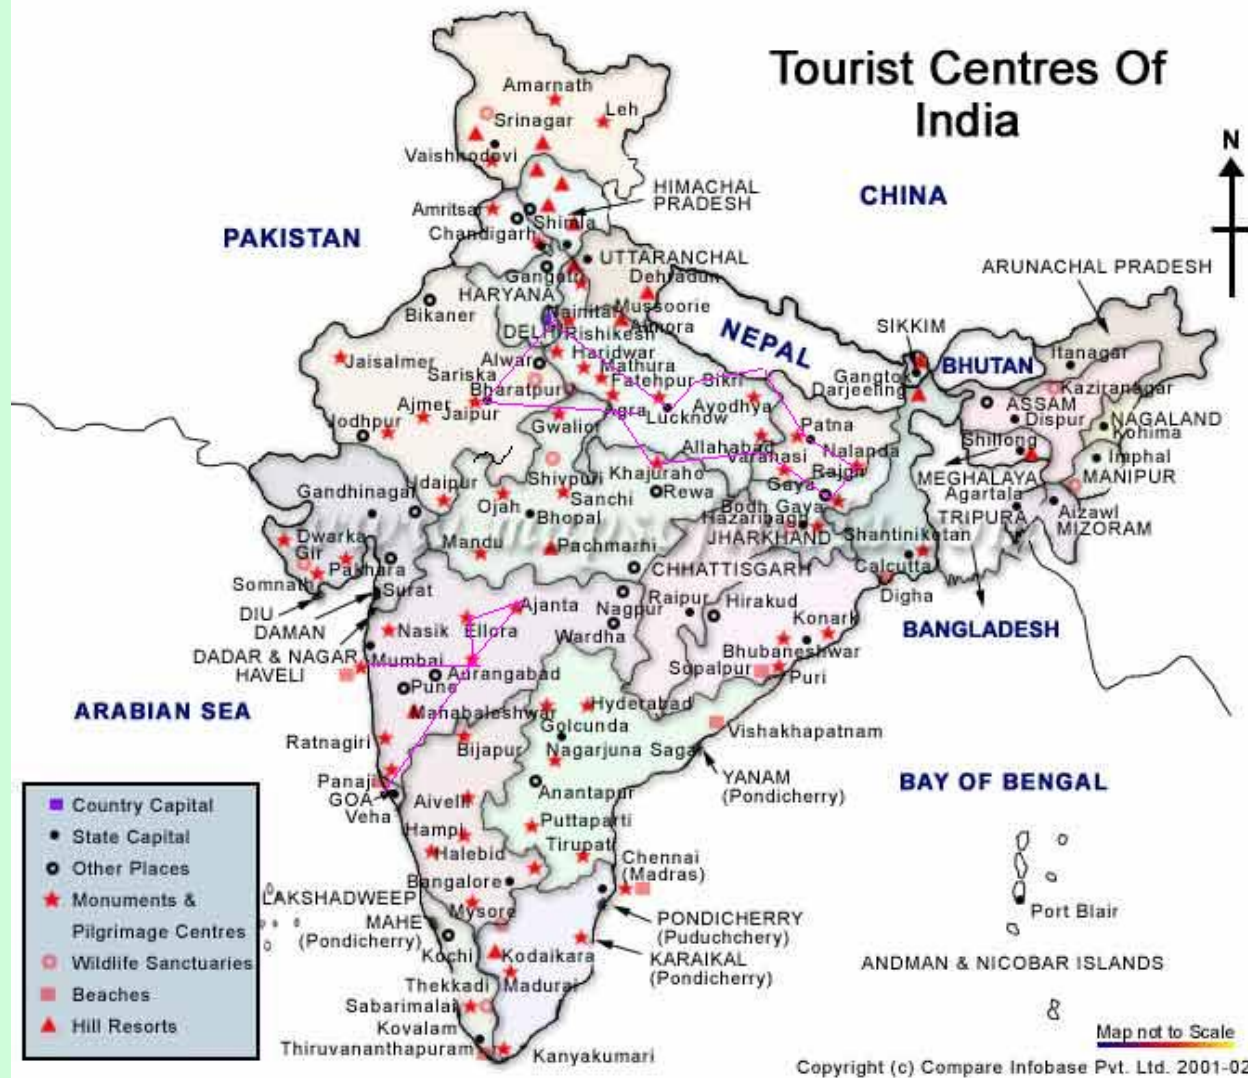 Tourist Centres Of
India
N
CHINA
PAKISTAN
NEPAL
BHUTAN
BANGLADESH
ARABIAN SEA
BAY OF BENGAL
Amarnath
Leh
Srinagar
Vaishnodovi
HIMACHAL
PRADESH
Amritsar
Shimla
Chandigarh
UTTARANCHAL
Gangotri
Dehradun
HARYANA
Mussoorie
Bikaner
Nainital
Almora
DELHI
Rishikesh
ARUNACHAL PRADESH
SIKKIM
Itanagar
Jaisalmer
Alwar
Haridwar
Sariska
Mathura
Gangtok
Darjeeling
Kaziranagar
Bharatpur
Fatehpur Sikri
ASSAM
Dispur
NAGALAND
Kohima
Ajmer
Jaipur
Agra
Lucknow
Ayodhya
Jodhpur
Gwalior
Patna
Shillong
Allahabad
Varanasi
Nalanda
Imphal
Khajuraho
Rajgir
MEGHALAYA
MANIPUR
Udaipur
Shivpuri
Gaya
Agartala
Gandhinagar
Ojah
Sanchi
Rewa
Bodh Gaya
TRIPURA
Aizawl
MIZORAM
Bhopal
Hazaribagh
JHARKHAND
Shantiniketan
Dwarka
Gir
Mandu
Pachmarhi
Pakhara
CHHATTISGARH
Calcutta
Somnath
Surat
Digha
DIU
DAMAN
Ajanta
Nagpur
Raipur
Hirakud
Nasik
Ellora
Wardha
Konark
DADAR & NAGAR
HAVELI
Mumbai
Bhubaneshwar
Aurangabad
Sopalpur
Puri
Pune
Mahabaleshwar
Hyderabad
Golcunda
Vishakhapatnam
Ratnagiri
Bijapur
Nagarjuna Sagar
Panaji
GOA
Veha
YANAM
(Pondicherry)
Aivelli
Anantapur
Hampi
Puttaparti
Halebid
Tirupati
Chennai
(Madras)
Bangalore
LAKSHADWEEP
Mysore
MAHE
(Pondicherry)
PONDICHERRY
(Puduchchery)
Kochi
Kodaikara
KARAIKAL
(Pondicherry)
Thekkadi
Madurai
Sabarimalai
Kovalam
Thiruvananthapuram
Kanyakumari
Port Blair
ANDMAN & NICOBAR ISLANDS
Country Capital
State Capital
Other Places
Monuments &
Pilgrimage Centres
Wildlife Sanctuaries
Beaches
Hill Resorts
Map not to Scale
Copyright (c) Compare Infobase Pvt. Ltd. 2001-02